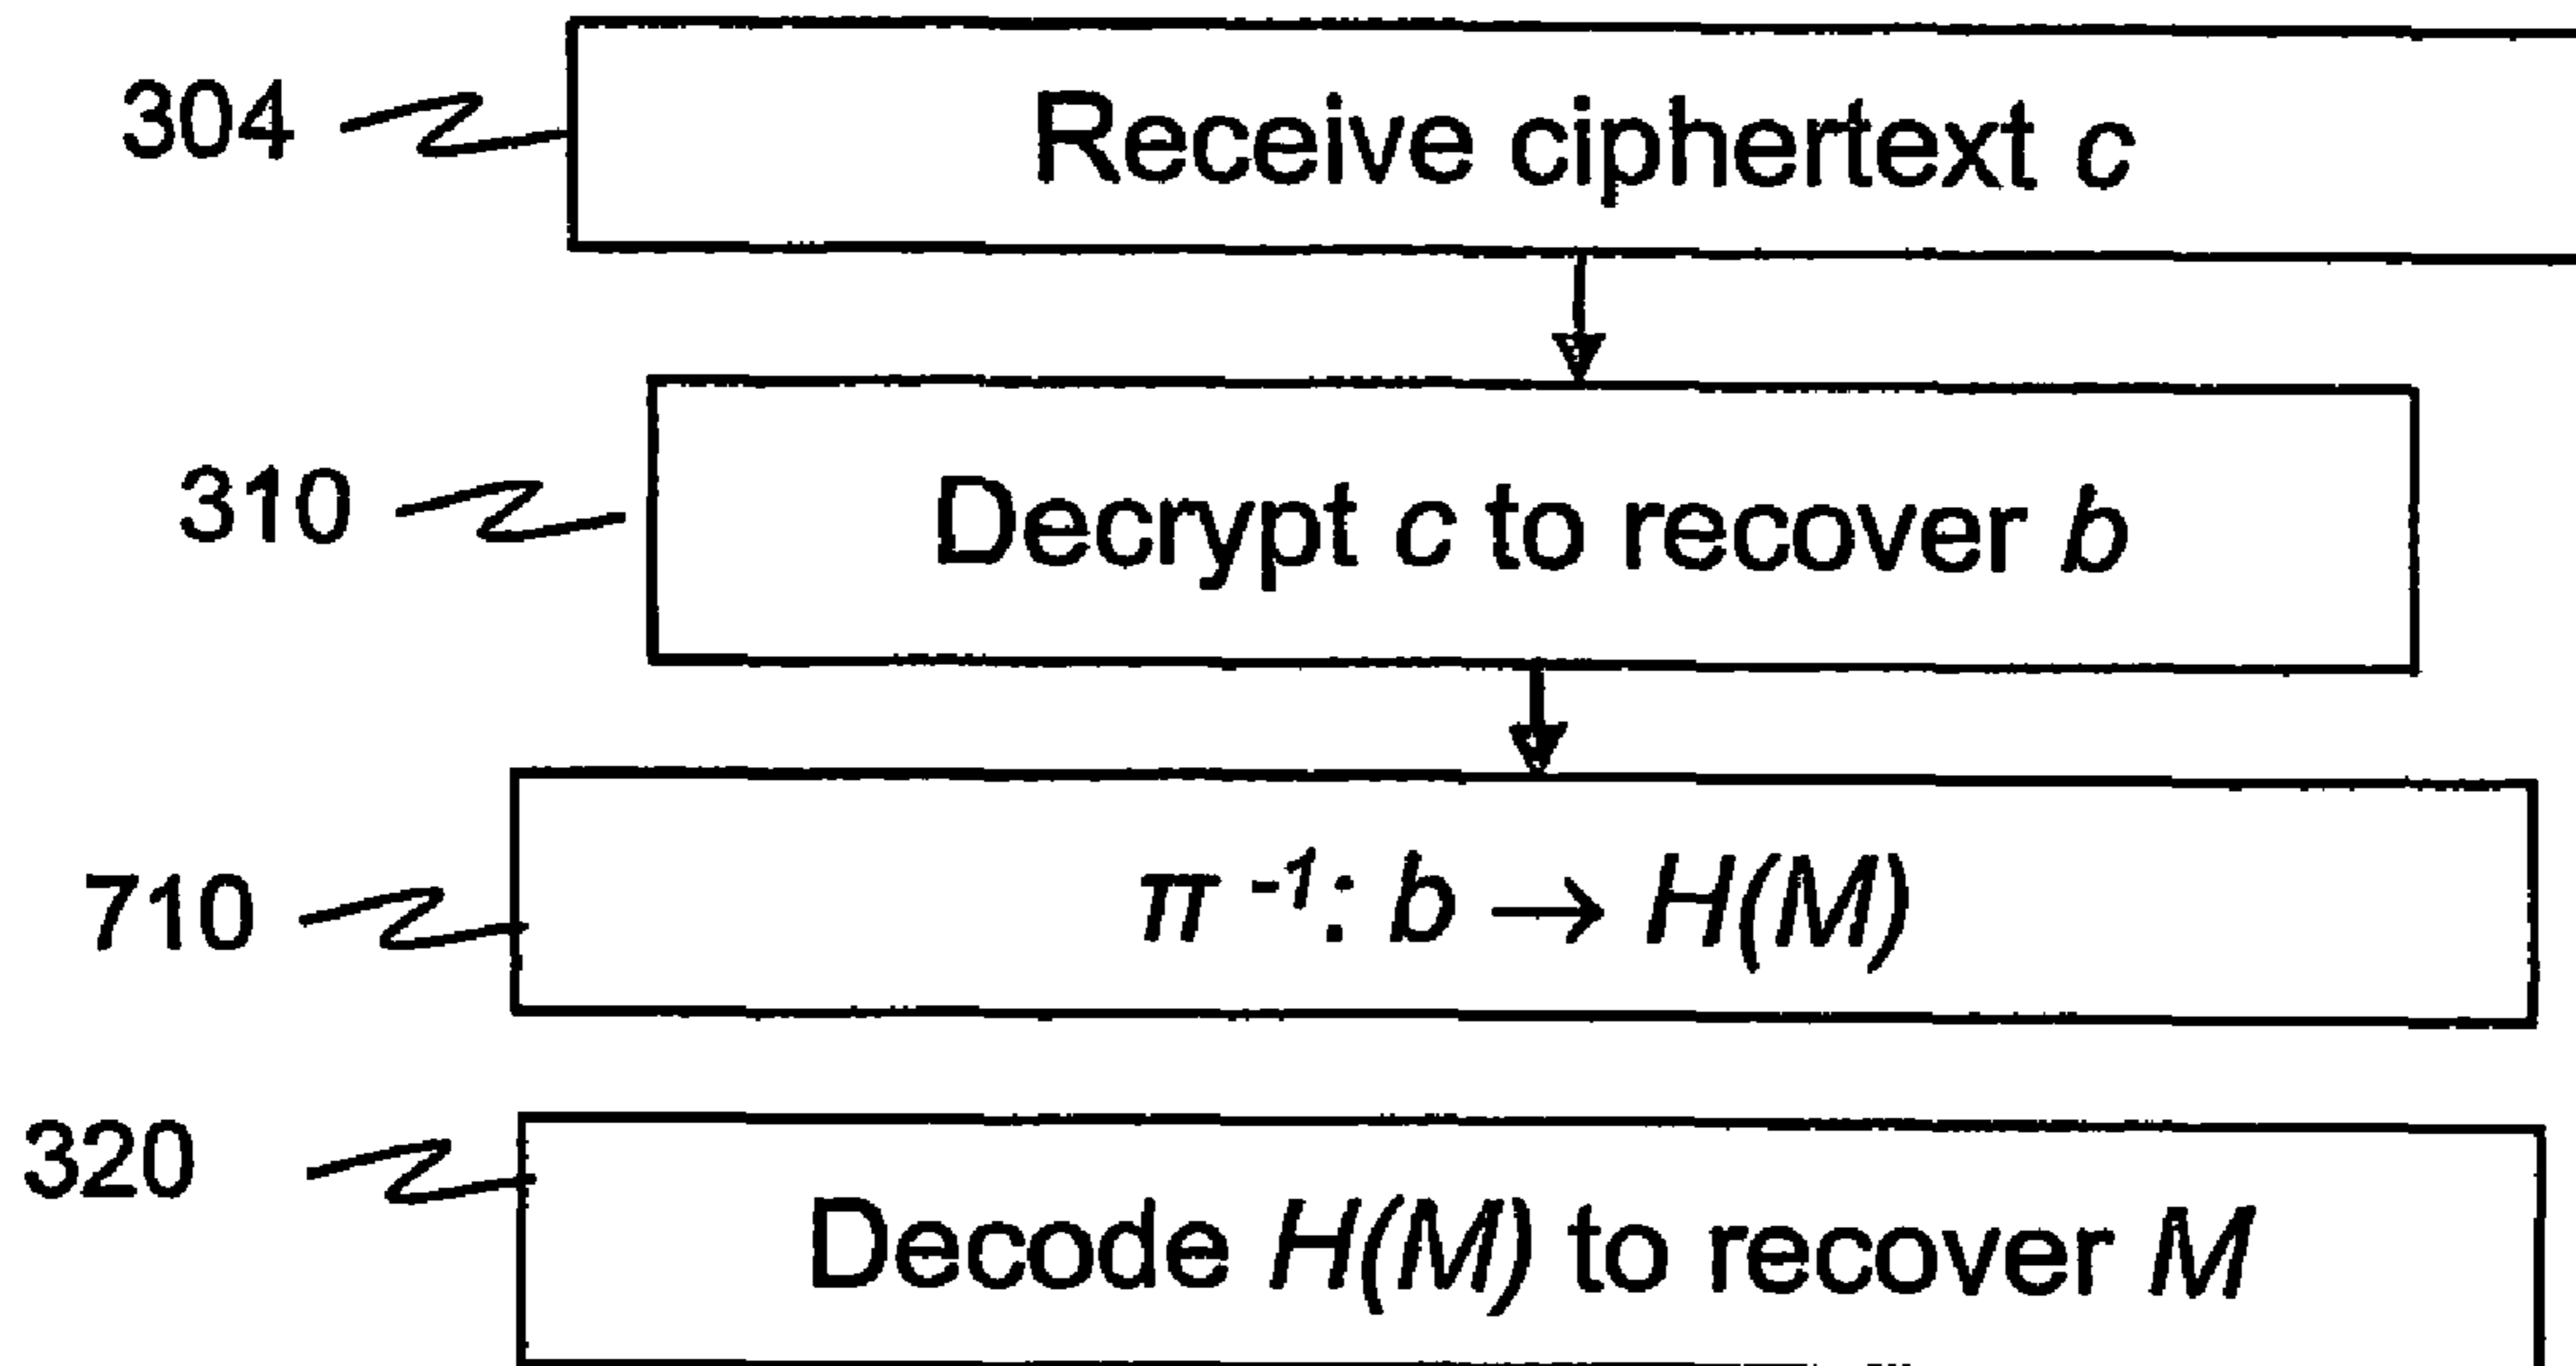 304 Receive ciphertext c
310 Decrypt c to recover b
710 π⁻¹: b → H(M)
320 Decode H(M) to recover M